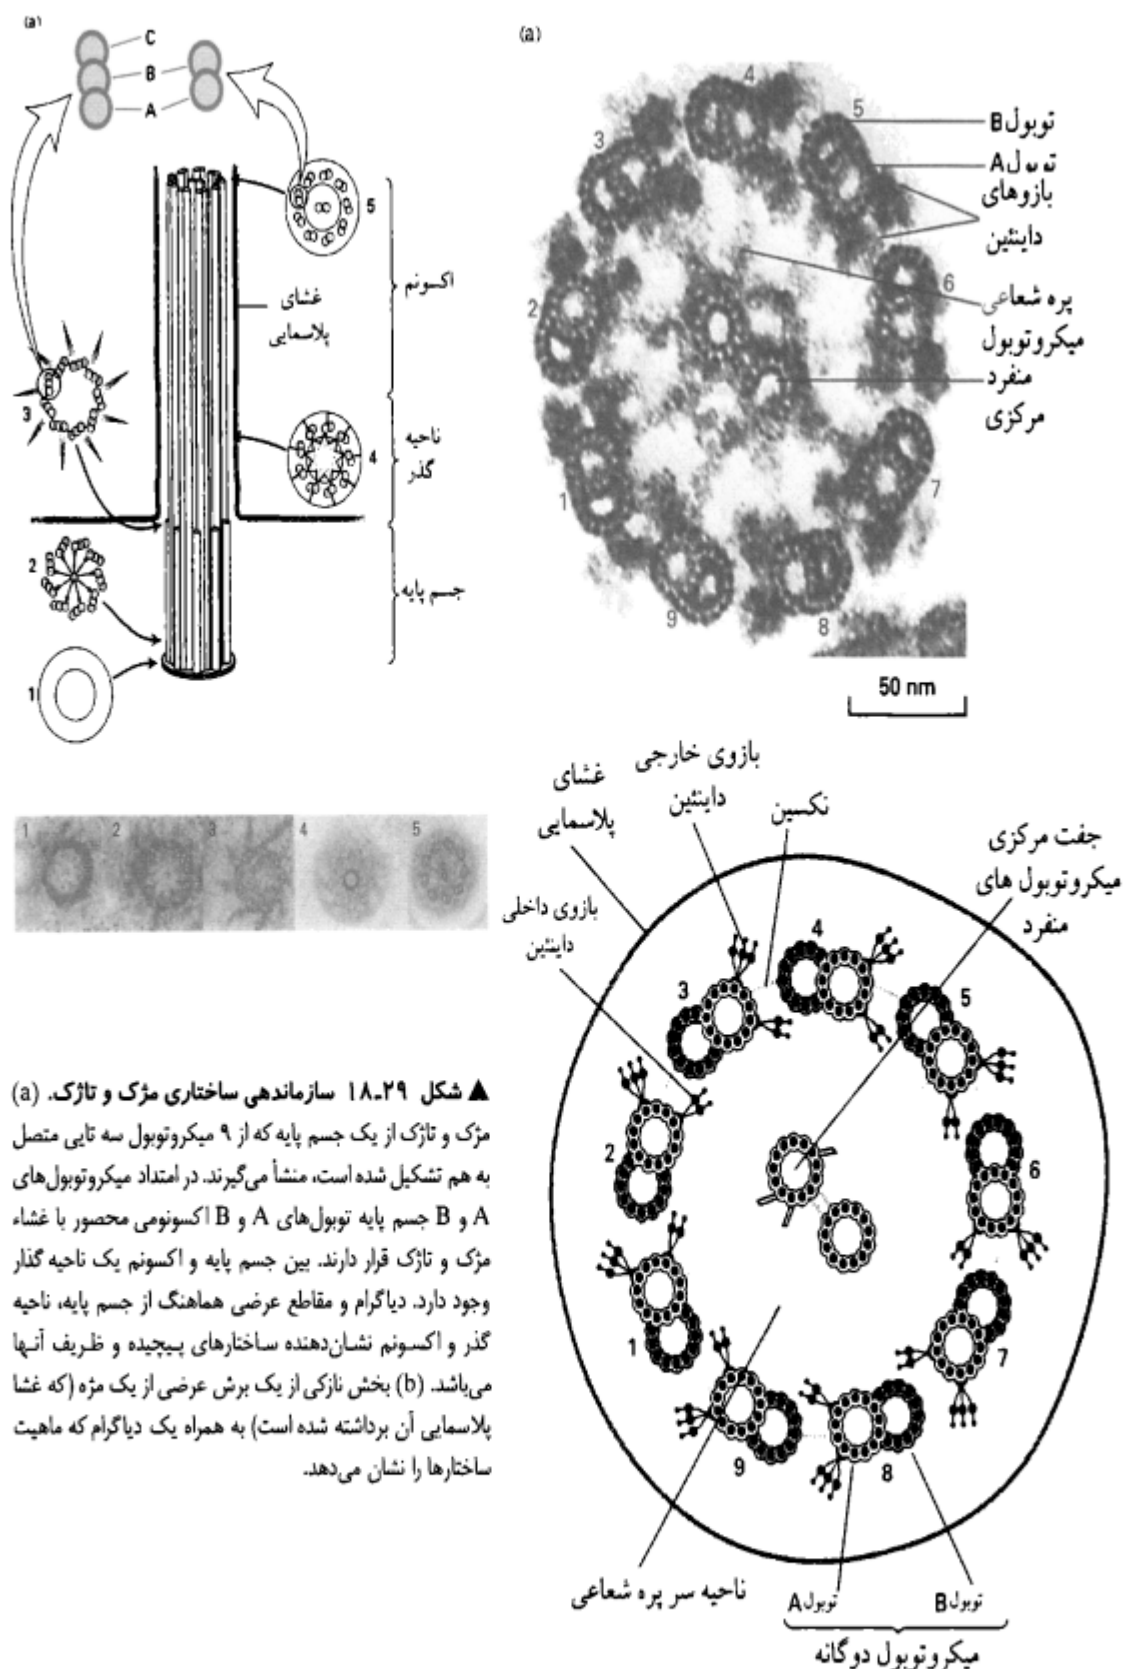 (a)
C
B
A
5
اکسونم
غشای
پلاسمایی
3
ناحیه
گذر
4
2
جسم پایه
1
(a)
4
5
توبول B
3
توبول A
بازوهای
داینئین
6
2
پره شعاعی
میکروتوبول
منفرد
مرکزی
1
7
9
8
50 nm
1 2 3 4 5
بازوی خارجی
داینئین
غشای
پلاسمایی
نکسین
جفت مرکزی
میکروتوبول های
منفرد
بازوی داخلی
داینئین
4
3
5
2
6
1
7
9
8
ناحیه سر پره شعاعی
توبول A
توبول B
میکروتوبول دوگانه
▲ شکل ۲۹ـ۱۸ سازماندهی ساختاری مژک و تاژک. (a)
مژک و تاژک از یک جسم پایه که از ۹ میکروتوبول سه تایی متصل
به هم تشکیل شده است، منشأ می‌گیرند. در امتداد میکروتوبول‌های
A و B جسم پایه توبول‌های A و B اکسونومی محصور با غشاء
مژک و تاژک قرار دارند. بین جسم پایه و اکسونم یک ناحیه گذار
وجود دارد. دیاگرام و مقاطع عرضی هماهنگ از جسم پایه، ناحیه
گذر و اکسونم نشان‌دهنده ساختارهای پیچیده و ظریف آنها
می‌باشد. (b) بخش نازکی از یک برش عرضی از یک مژه (که غشا
پلاسمایی آن برداشته شده است) به همراه یک دیاگرام که ماهیت
ساختارها را نشان می‌دهد.